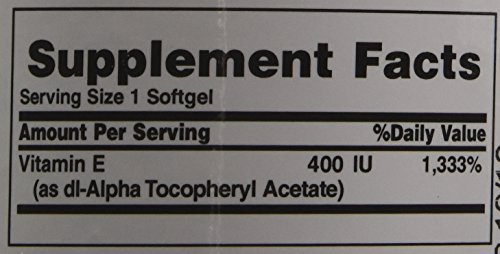 Supplement Facts
Serving Size 1 Softgel
Amount Per Serving %Daily Value
Vitamin E 400 IU 1,333%
(as dl-Alpha Tocopheryl Acetate)